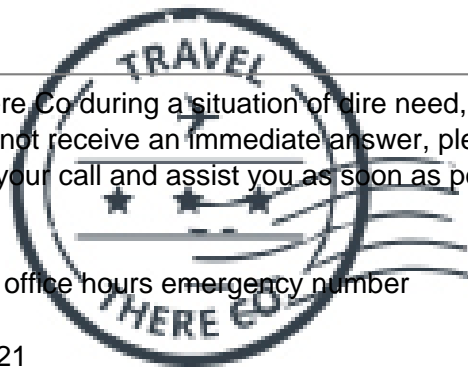 TRAVEL
re Co during a situation of dire need,
not receive an immediate answer, ple
your call and assist you as soon as po
office hours emergency number
THERE CO.
21